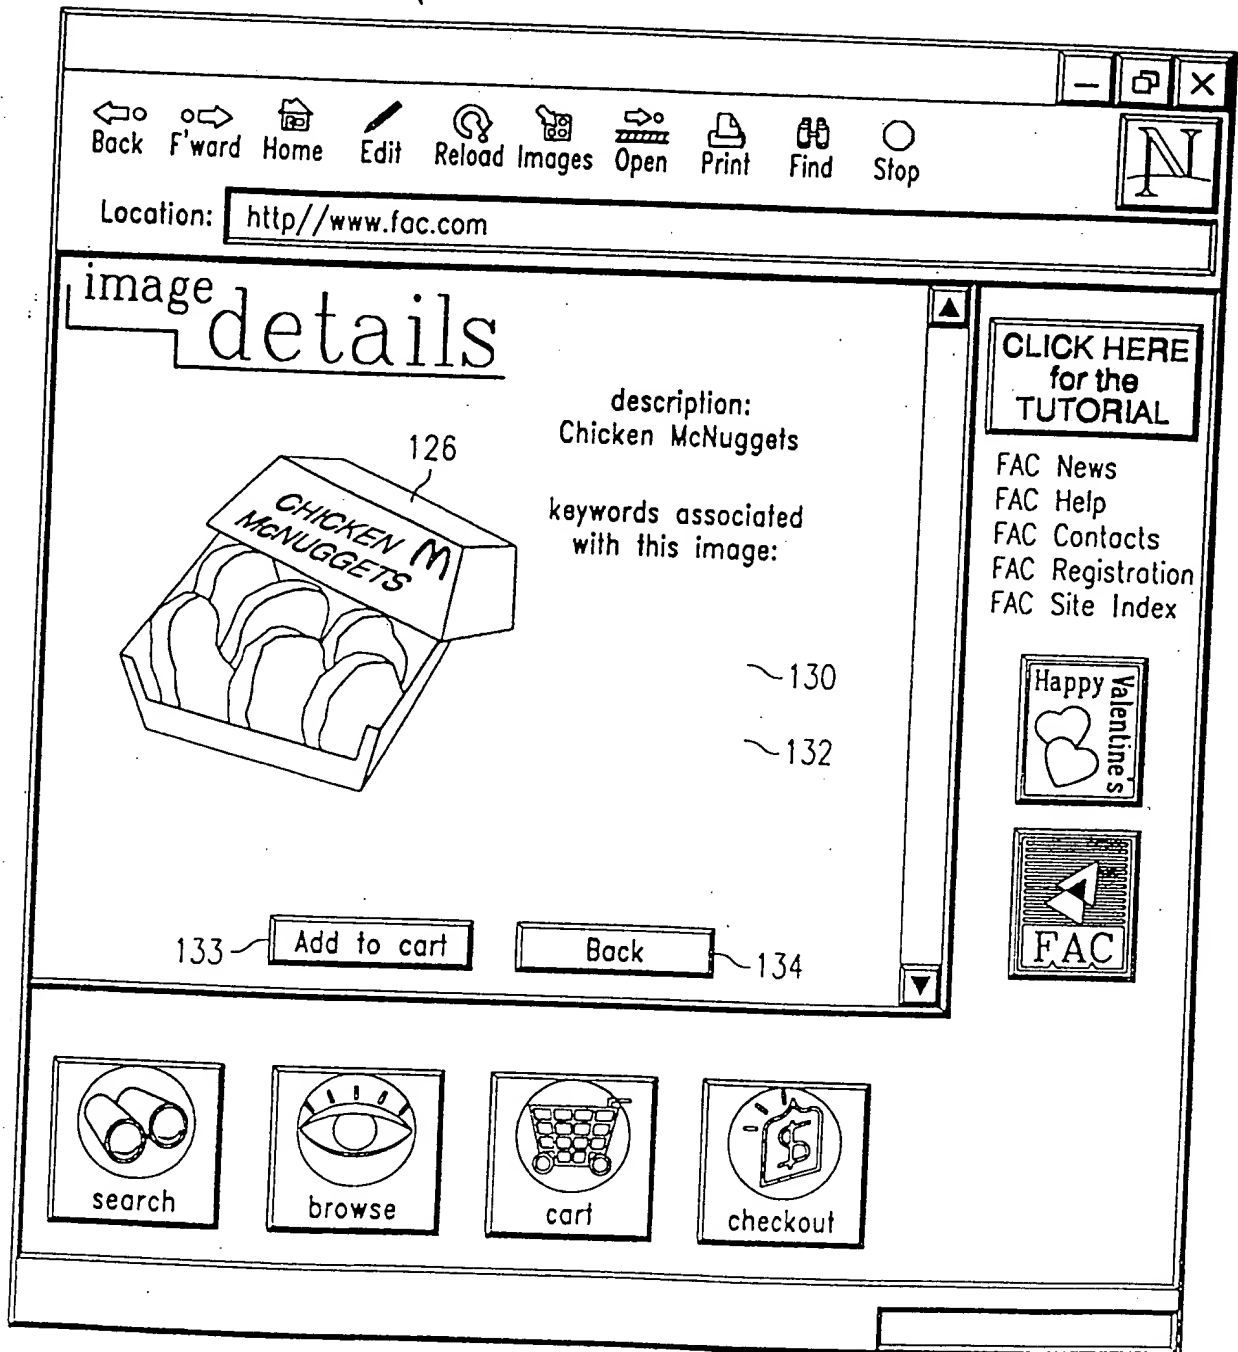 Back F'ward Home Edit Reload Images Open Print Find Stop
N
Location: http//www.fac.com
image
details
description:
Chicken McNuggets
126
CHICKEN
McNUGGETS
M
keywords associated
with this image:
130
132
133 Add to cart Back 134
CLICK HERE
for the
TUTORIAL
FAC News
FAC Help
FAC Contacts
FAC Registration
FAC Site Index
Happy
Valentine's
FAC
search browse cart checkout
$